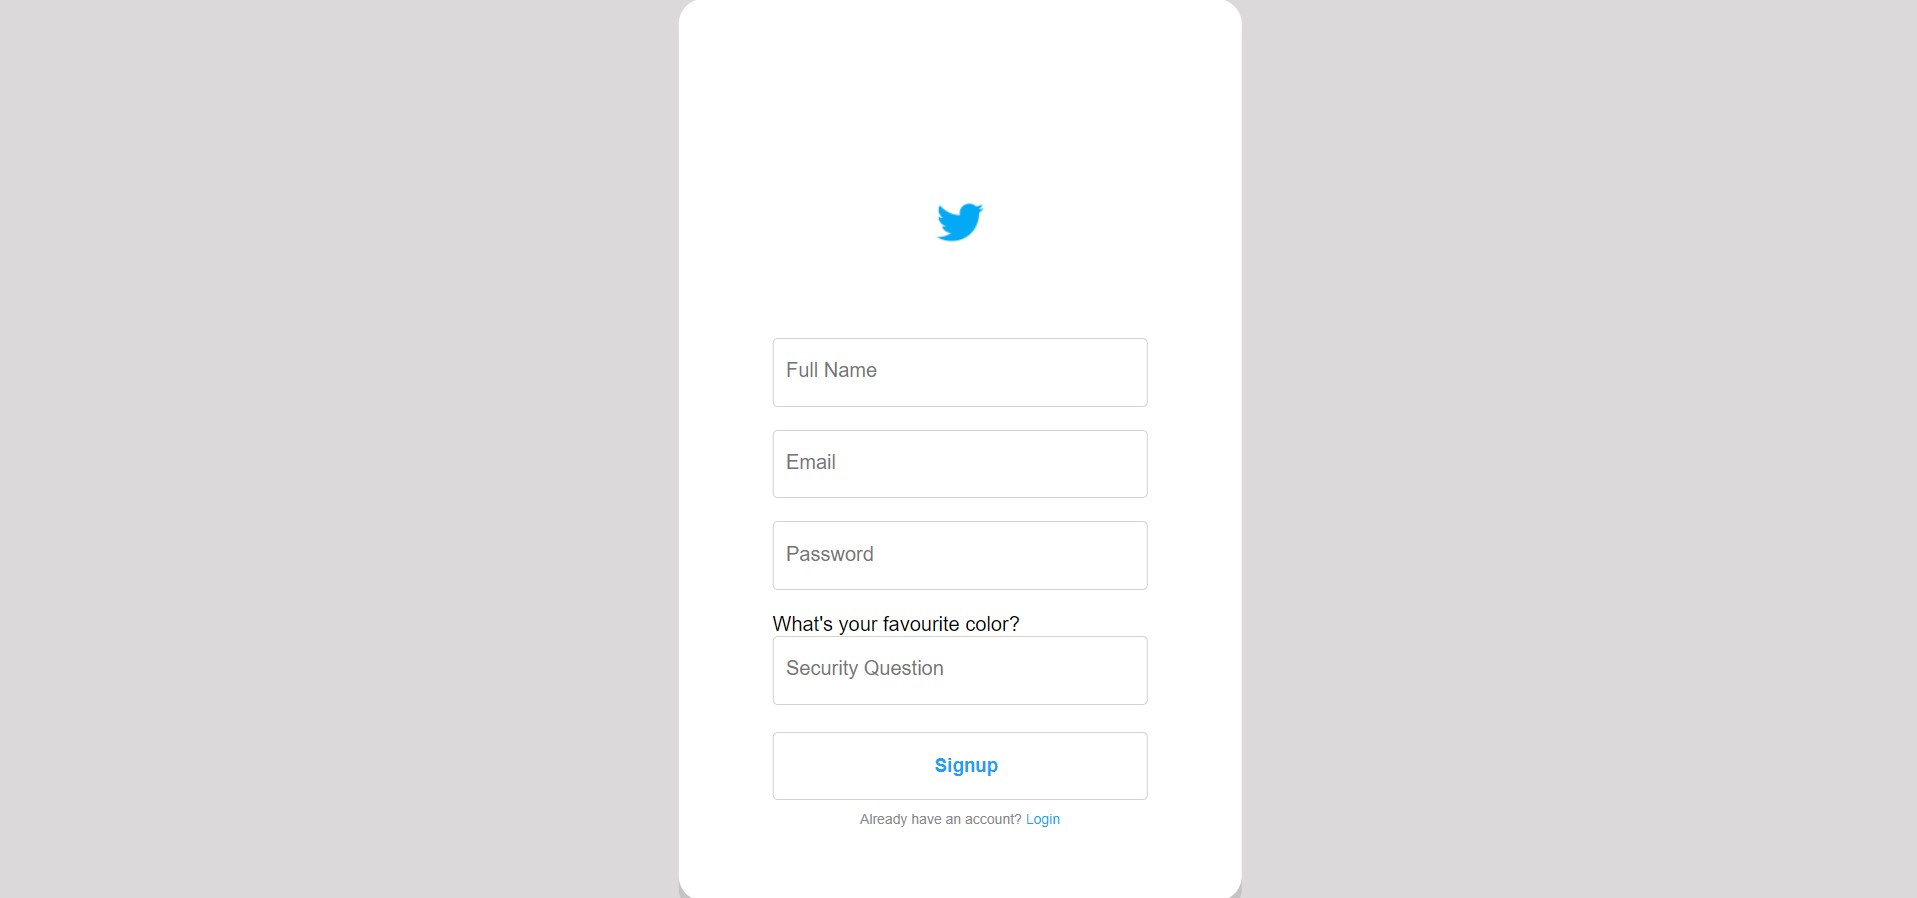 Full Name
Email
Password
What's your favourite color?
Security Question
Signup
Already have an account? Login